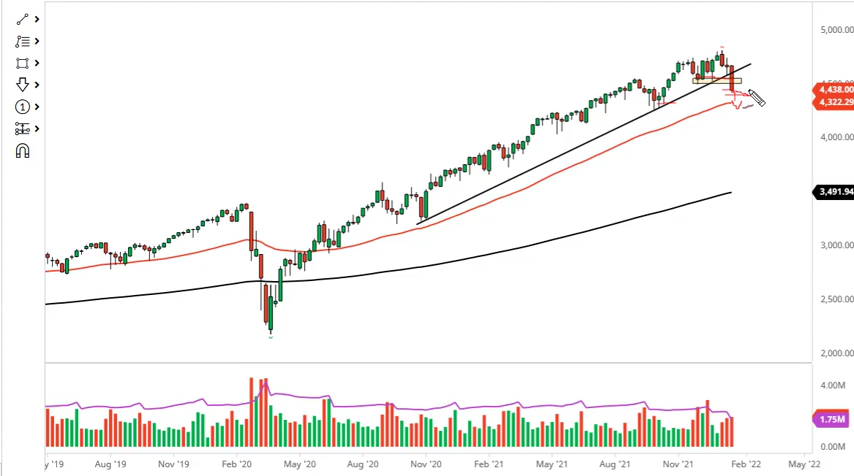 1
5,000.00
4,438.00
4,322.29
4,000.00
3,491.94
3,000.00
2,500.00
2,000.00
4.00M
1.75M
0.00M
y '19 Aug '19 Nov '19 Feb '20 May '20 Aug '20 Nov '20 Feb '21 May '21 Aug '21 Nov '21 Feb '22 May '22